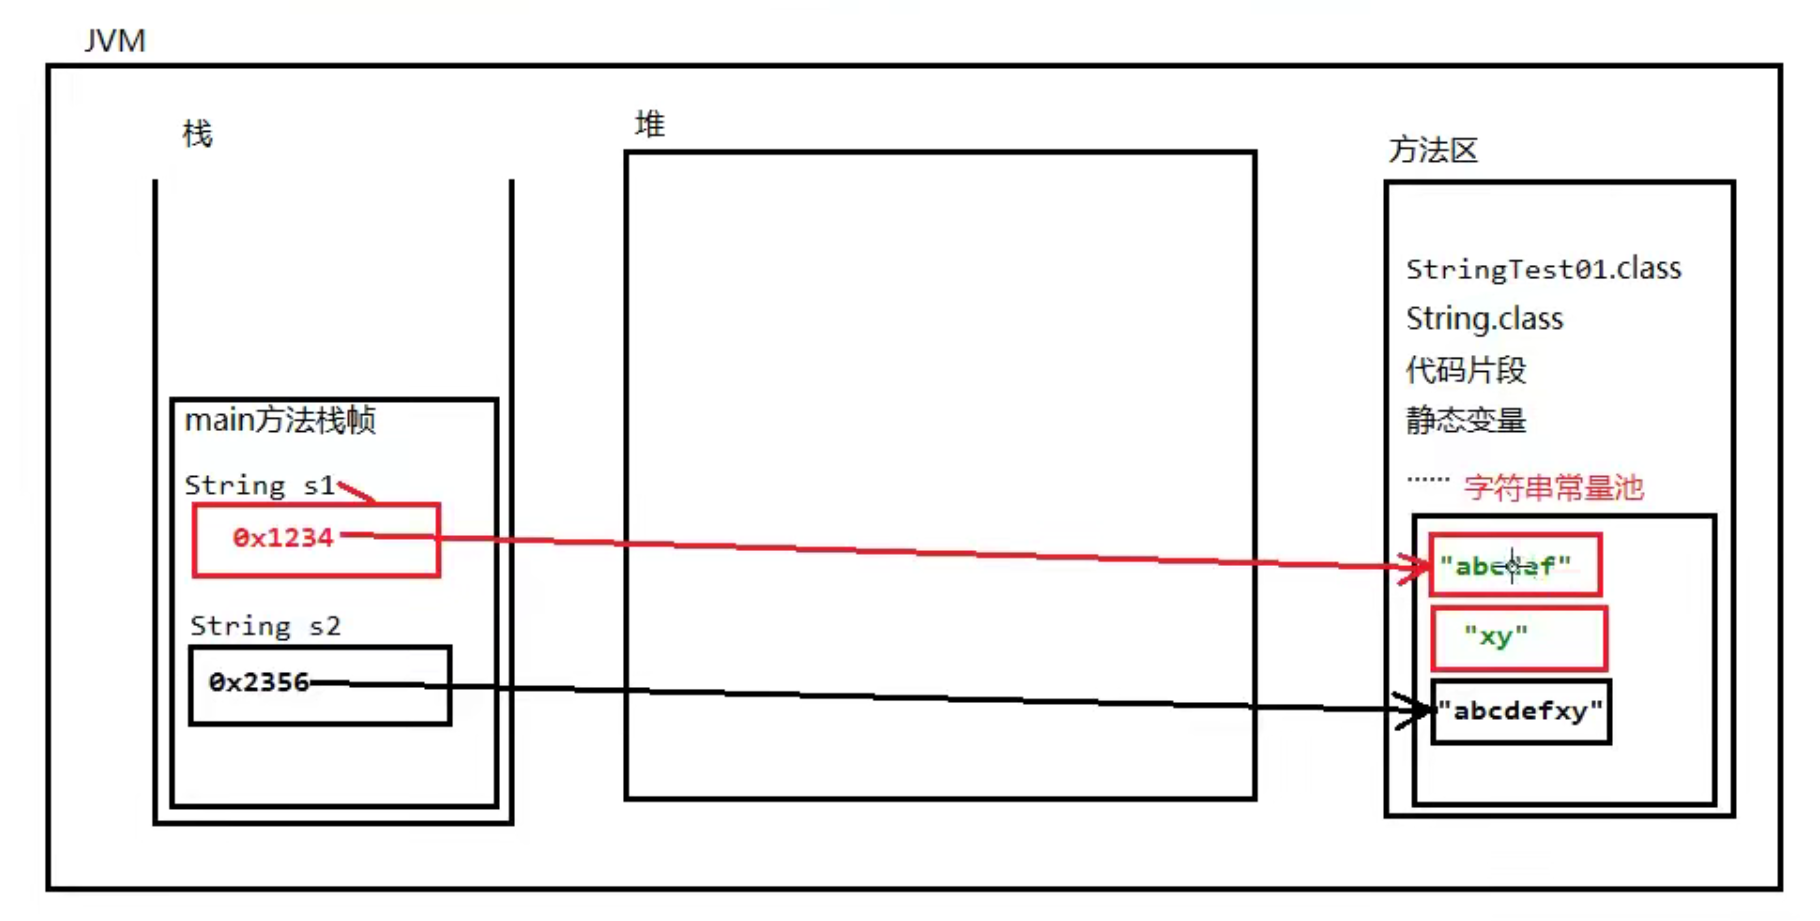 JVM
栈
堆
方法区
StringTest01.class
String.class
代码片段
静态变量
...... 字符串常量池
main方法栈帧
String s1
0x1234
String s2
0x2356
"abcdef"
"xy"
"abcdefxy"